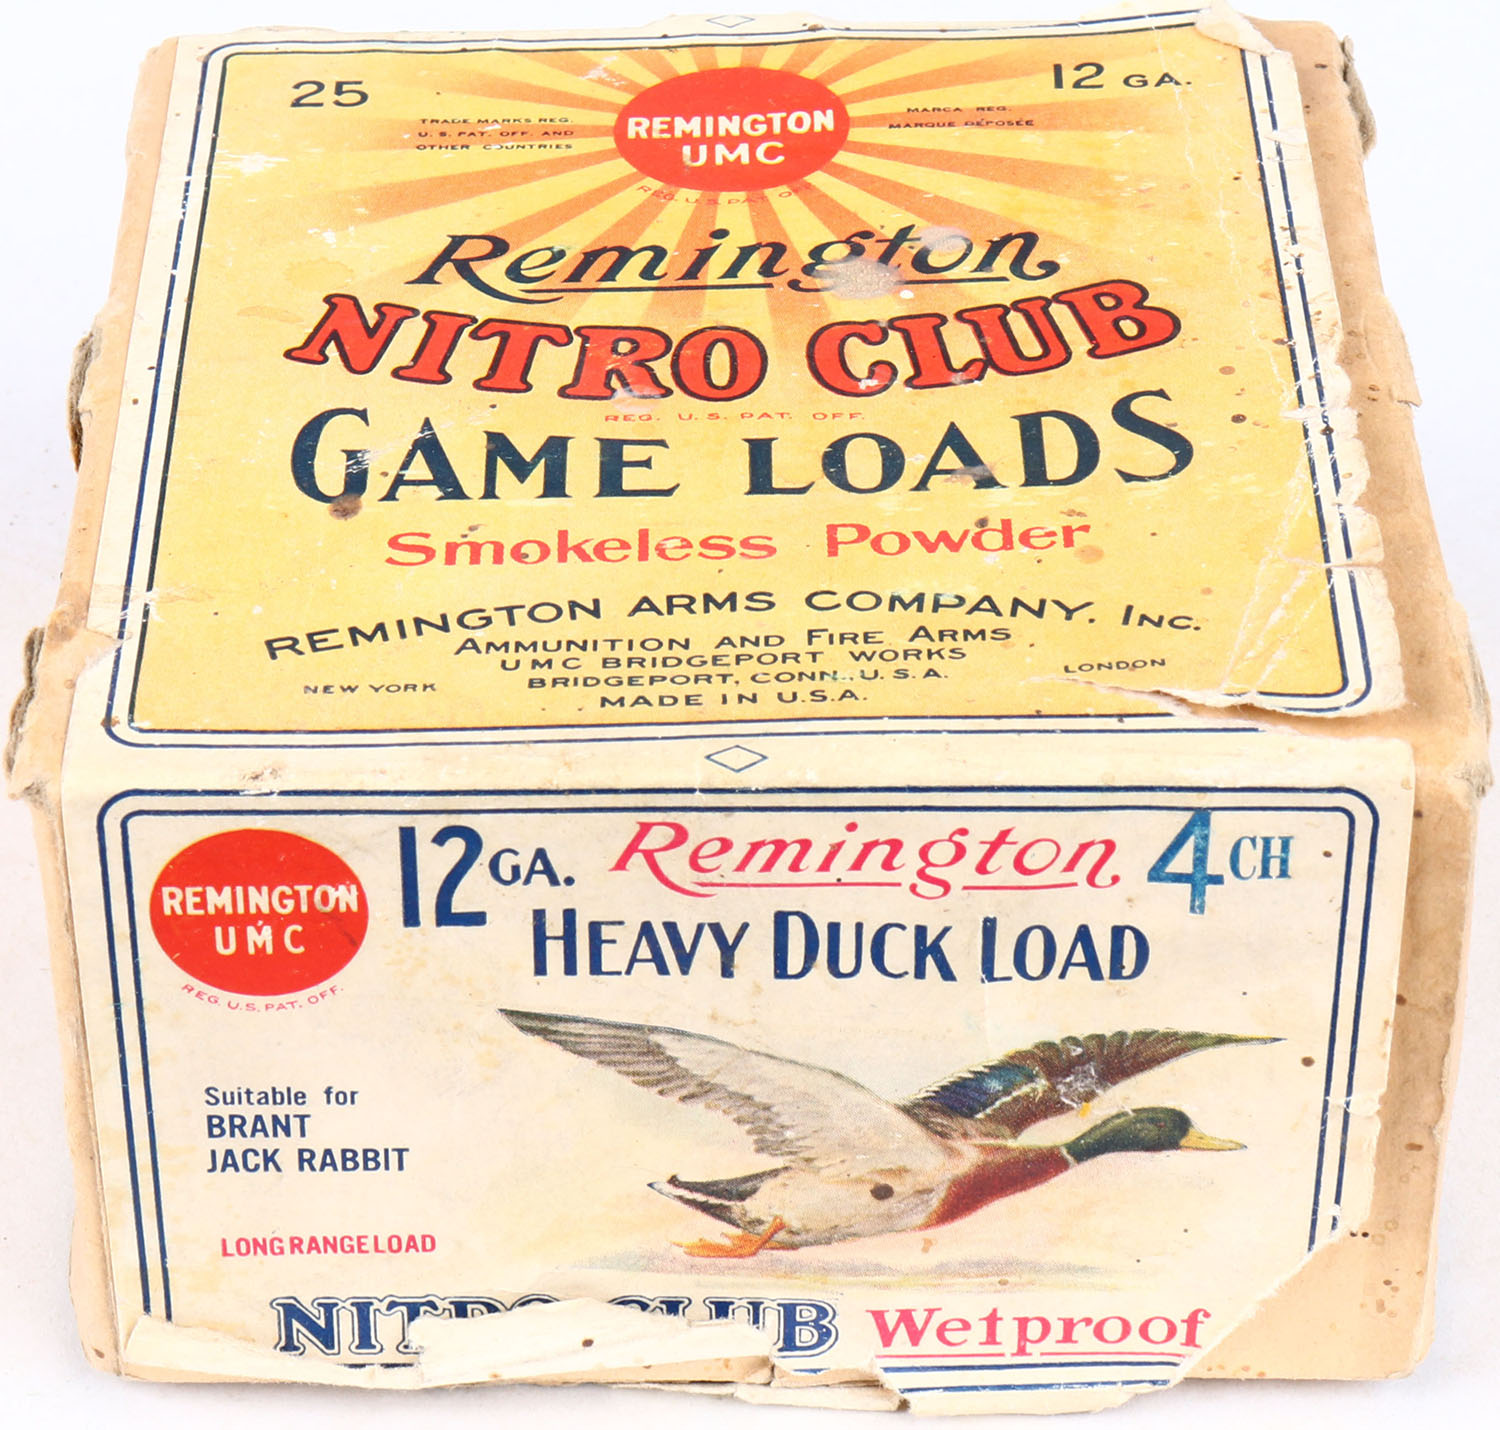 25
12 GA.
TRADE MARKS REG.
U. S. PAT. OFF. AND
OTHER COUNTRIES
REMINGTON
UMC
REG. U.S. PAT. OFF.
MARCA REG.
MARQUE DÉPOSÉE
Remington
NITRO CLUB
REG. U.S. PAT. OFF.
GAME LOADS
Smokeless Powder
REMINGTON ARMS COMPANY, INC.
AMMUNITION AND FIRE ARMS
UMC BRIDGEPORT WORKS
BRIDGEPORT, CONN., U. S. A.
MADE IN U.S.A.
NEW YORK
LONDON
REMINGTON
UMC
REG. U.S. PAT. OFF.
12 GA. Remington 4 CH
HEAVY DUCK LOAD
Suitable for
BRANT
JACK RABBIT
LONG RANGE LOAD
NITRO CLUB Wetproof